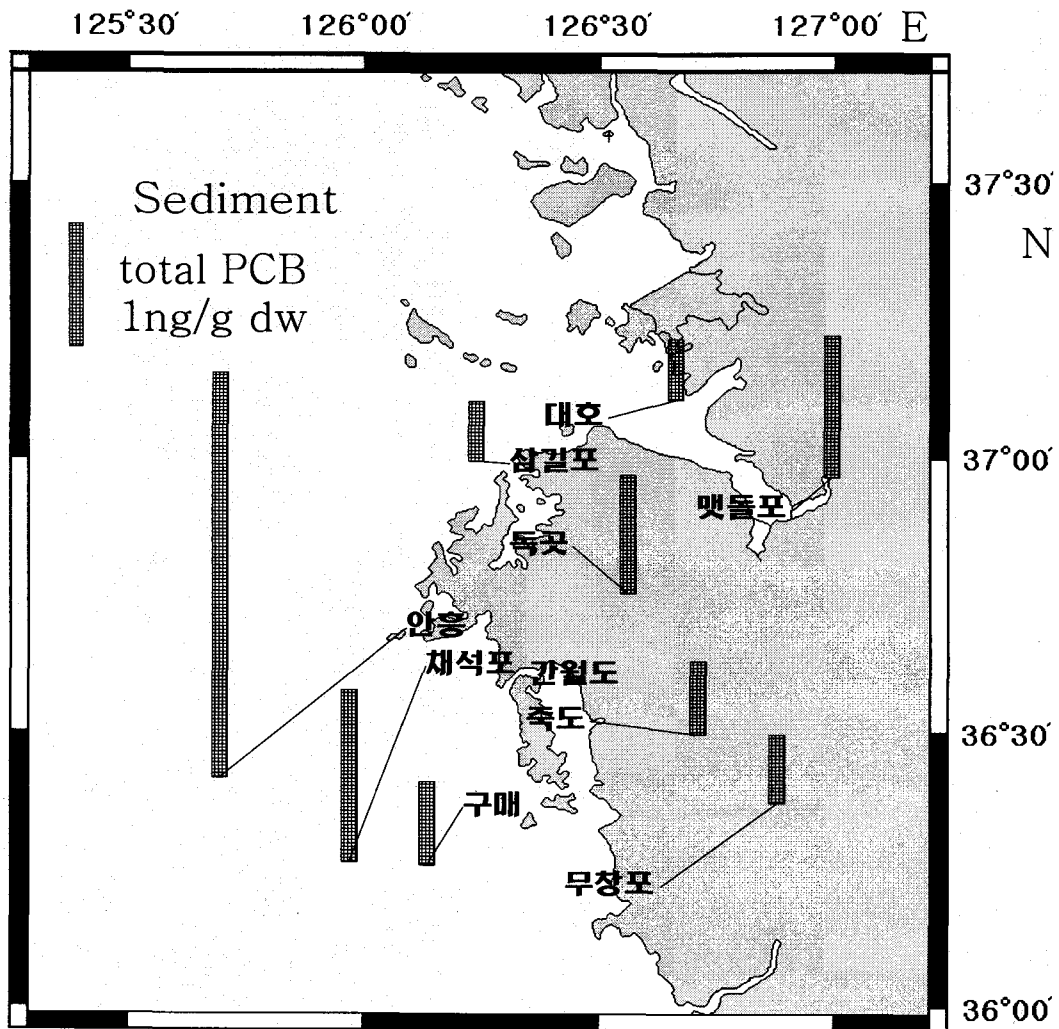 125°30′ 126°00′ 126°30′ 127°00′ E
37°30′
N
Sediment
total PCB
1ng/g dw
대호
삼길포
37°00′
맷돌포
독곶
안흥
채석포
간월도
죽도
36°30′
구매
무창포
36°00′